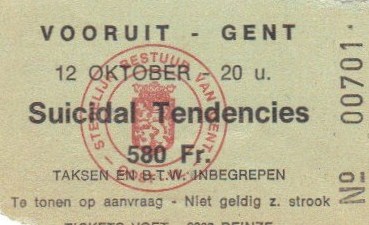 VOORUIT - GENT
12 OKTOBER - 20 u.
Suicidal Tendencies
580 Fr.
TAKSEN EN B.T.W. INBEGREPEN
Te tonen op aanvraag - Niet geldig z. strook
No 00701
STEDELIJK BESTUUR VAN GENT